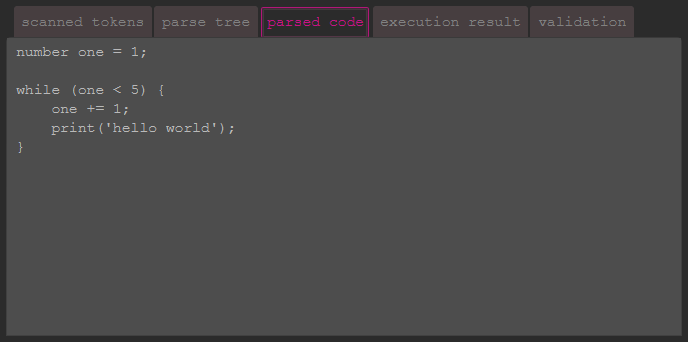 scanned tokens parse tree parsed code execution result validation
number one = 1;
while (one < 5) {
    one += 1;
    print('hello world');
}